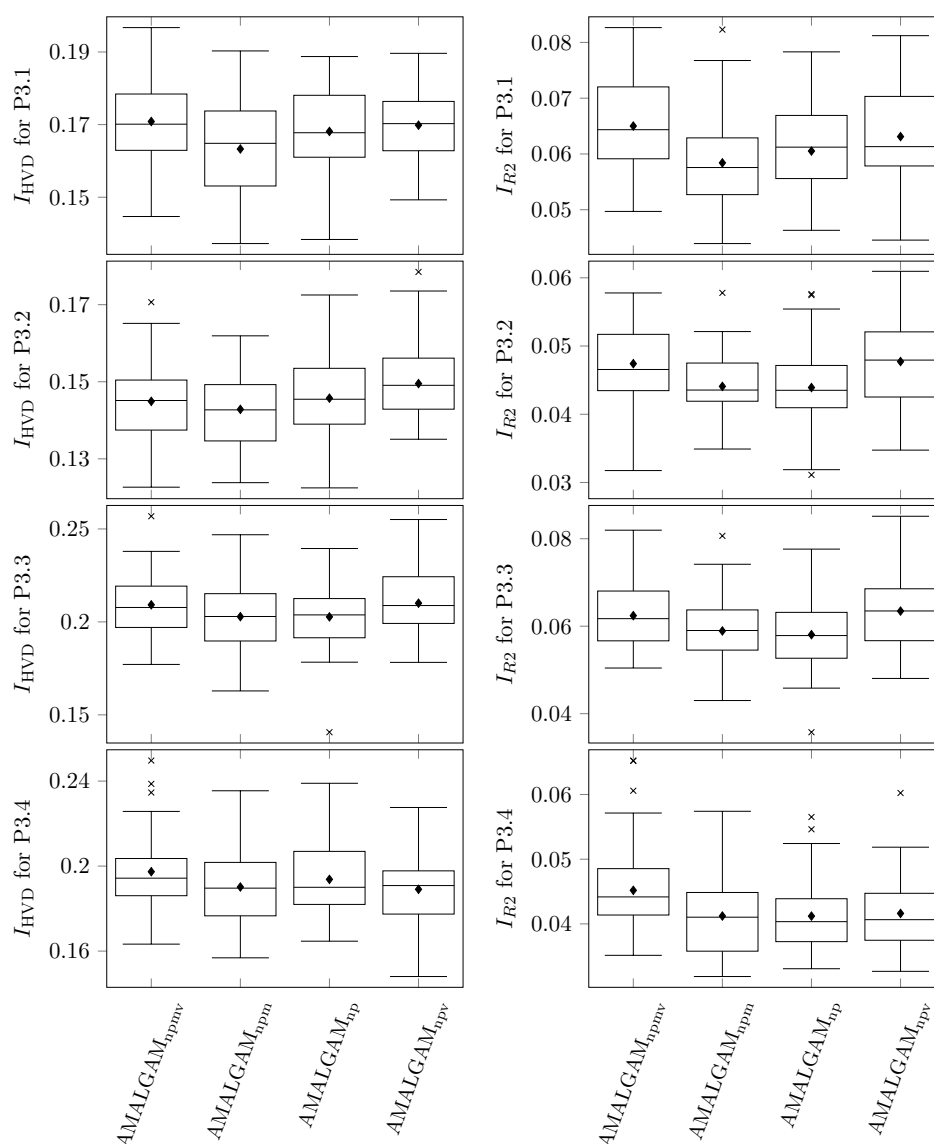 0.19
0.17
0.15
I_HVD for P3.1
0.08
0.07
0.06
0.05
I_R2 for P3.1
0.17
0.15
0.13
I_HVD for P3.2
0.06
0.05
0.04
0.03
I_R2 for P3.2
0.25
0.2
0.15
I_HVD for P3.3
0.08
0.06
0.04
I_R2 for P3.3
0.24
0.2
0.16
I_HVD for P3.4
0.06
0.05
0.04
I_R2 for P3.4
AMALGAM_npmv
AMALGAM_npm
AMALGAM_np
AMALGAM_npv
AMALGAM_npmv
AMALGAM_npm
AMALGAM_np
AMALGAM_npv